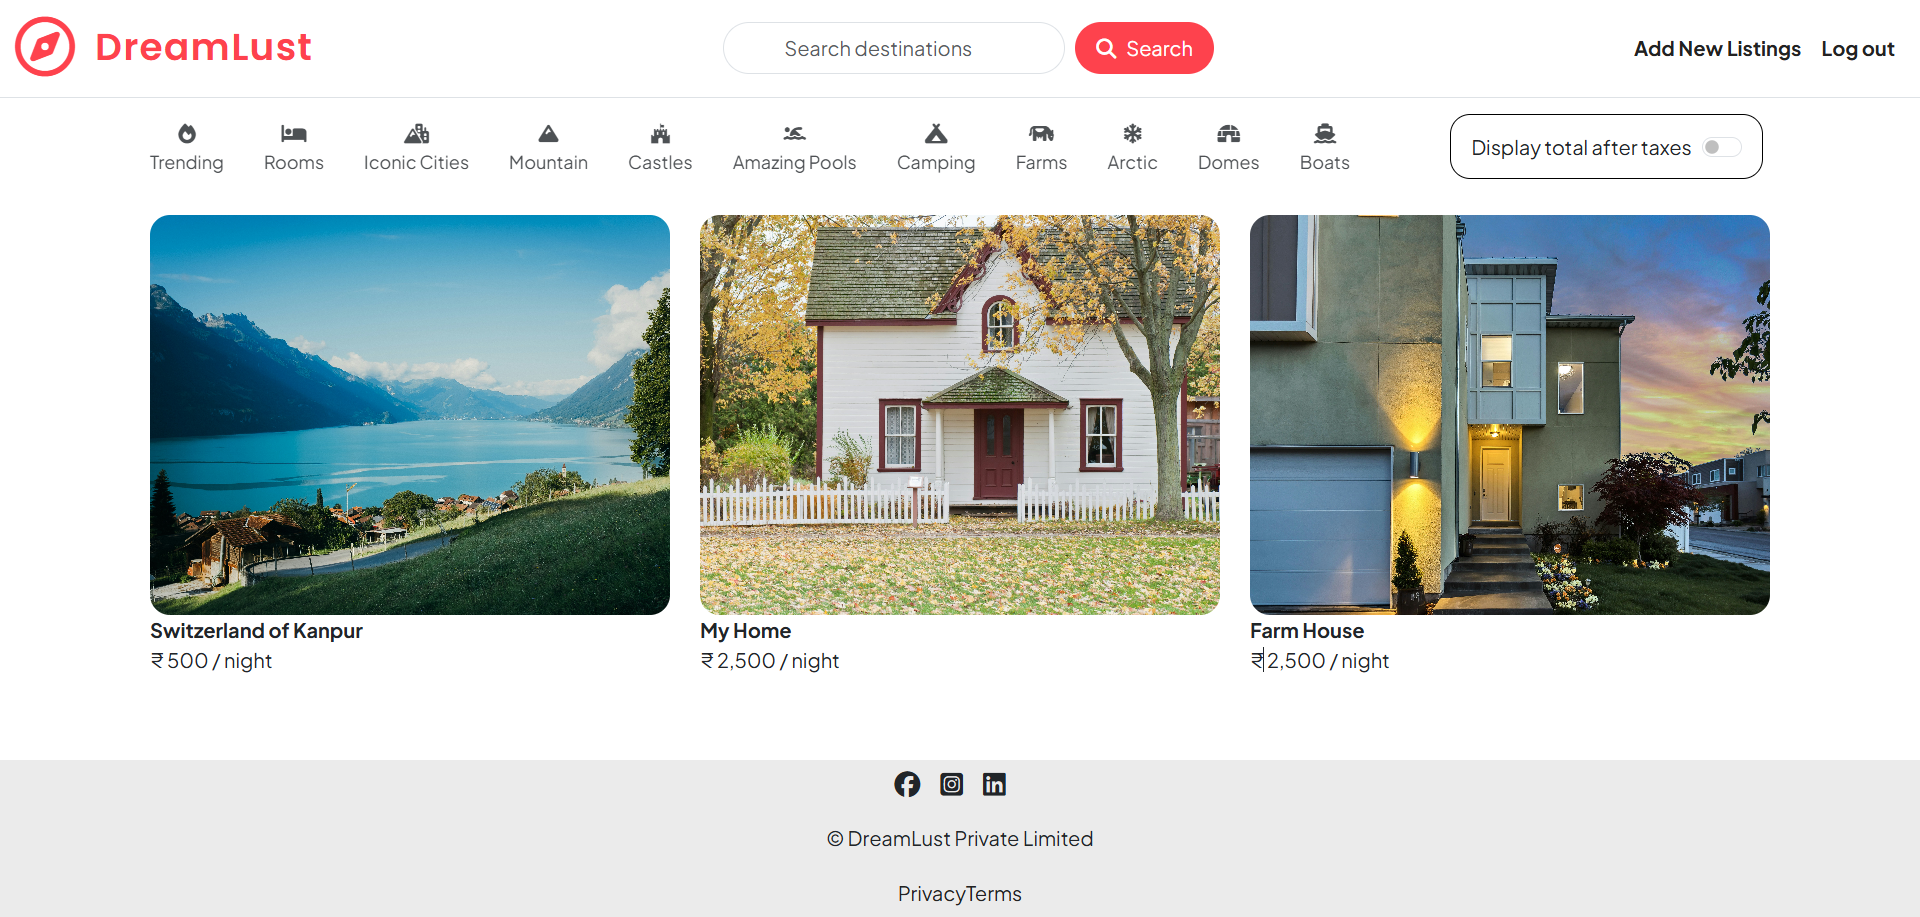 DreamLust
Search destinations
Search
Add New Listings
Log out
Trending
Rooms
Iconic Cities
Mountain
Castles
Amazing Pools
Camping
Farms
Arctic
Domes
Boats
Display total after taxes
Switzerland of Kanpur
₹ 500 / night
My Home
₹ 2,500 / night
Farm House
₹ 2,500 / night
© DreamLust Private Limited
PrivacyTerms